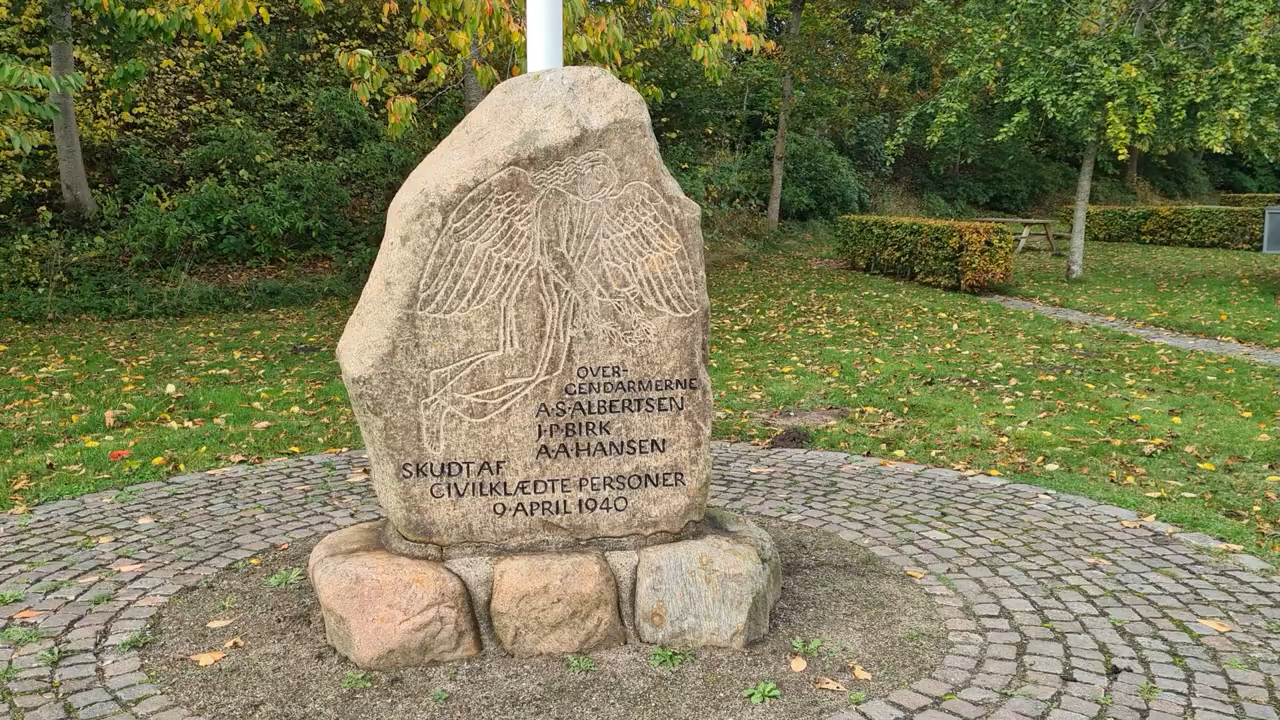 OVER-
GENDARMERNE
A·S·ALBERTSEN
J·P·BIRK
A·A·HANSEN
SKUDT AF
CIVILKLÆDTE PERSONER
9·APRIL 1940